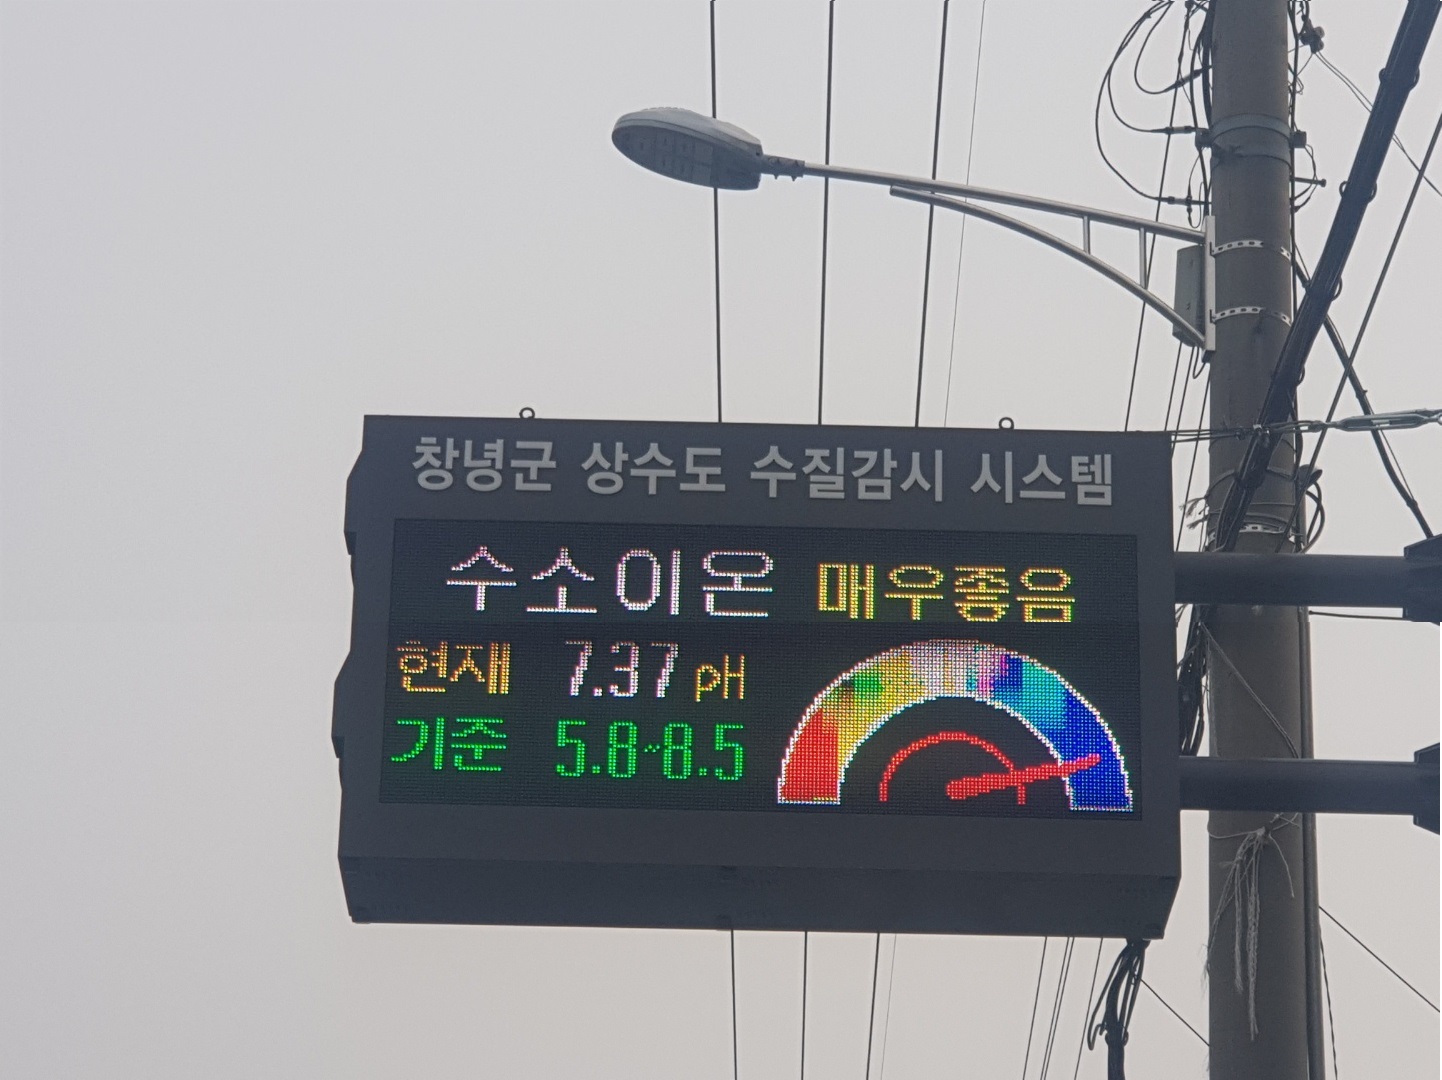 창녕군 상수도 수질감시 시스템
수소이온 매우좋음
현재 7.37 pH
기준 5.8~8.5